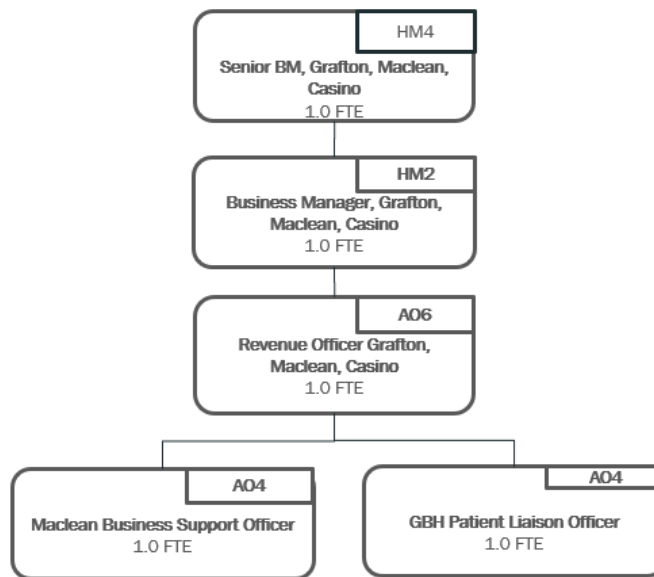 HM4
Senior BM, Grafton, Maclean,
Casino
1.0 FTE
HM2
Business Manager, Grafton,
Maclean, Casino
1.0 FTE
AO6
Revenue Officer Grafton,
Maclean, Casino
1.0 FTE
AO4
Maclean Business Support Officer
1.0 FTE
AO4
GBH Patient Liaison Officer
1.0 FTE